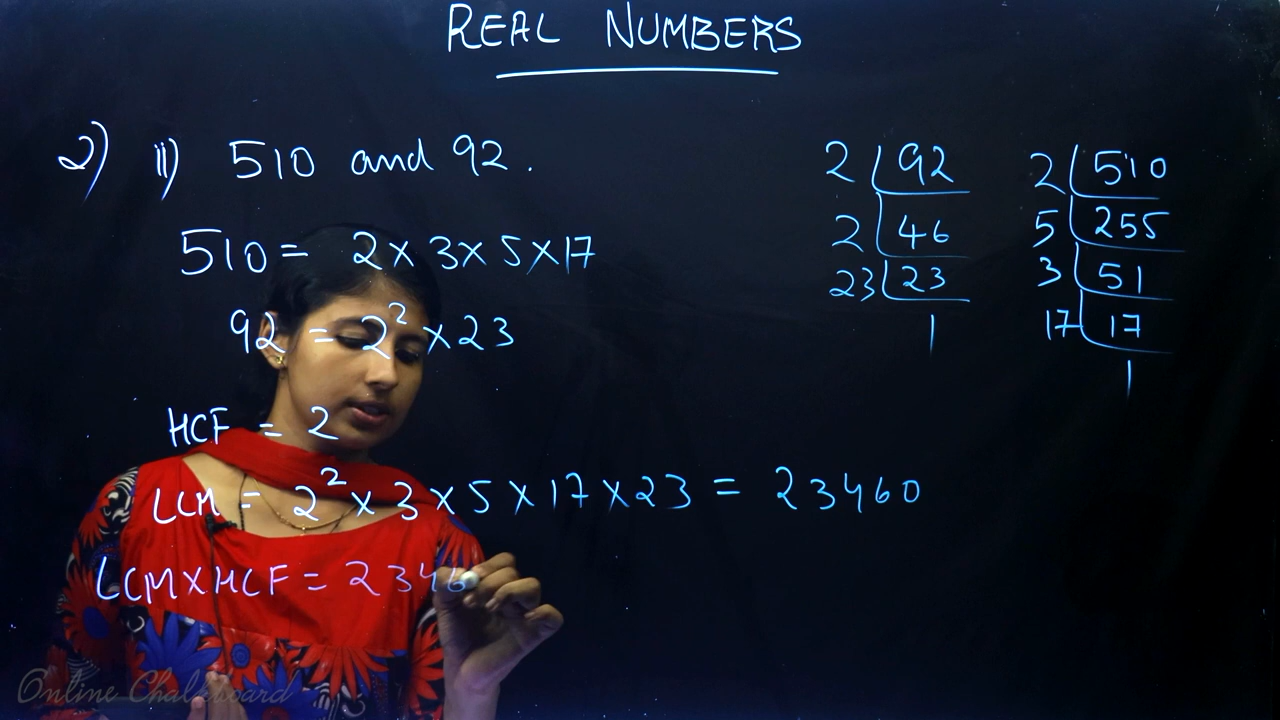 REAL NUMBERS
2) ii) 510 and 92.
510 = 2 × 3 × 5 × 17
92 = 2² × 23
HCF = 2
LCM = 2² × 3 × 5 × 17 × 23 = 23460
LCM × HCF = 2346
2 92
2 46
23 23
1
2 510
5 255
3 51
17 17
1
Online Chalkboard